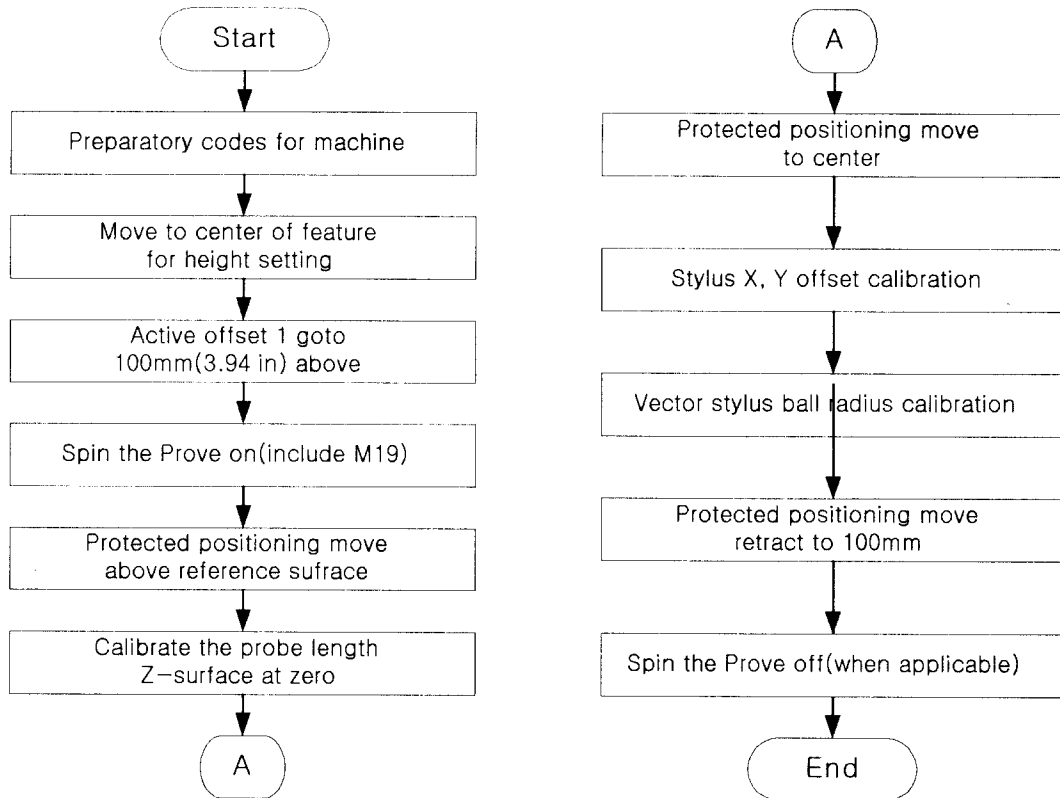 Start
Preparatory codes for machine
Move to center of feature
for height setting
Active offset 1 goto
100mm(3.94 in) above
Spin the Prove on(include M19)
Protected positioning move
above reference sufrace
Calibrate the probe length
Z-surface at zero
A
A
Protected positioning move
to center
Stylus X, Y offset calibration
Vector stylus ball radius calibration
Protected positioning move
retract to 100mm
Spin the Prove off(when applicable)
End